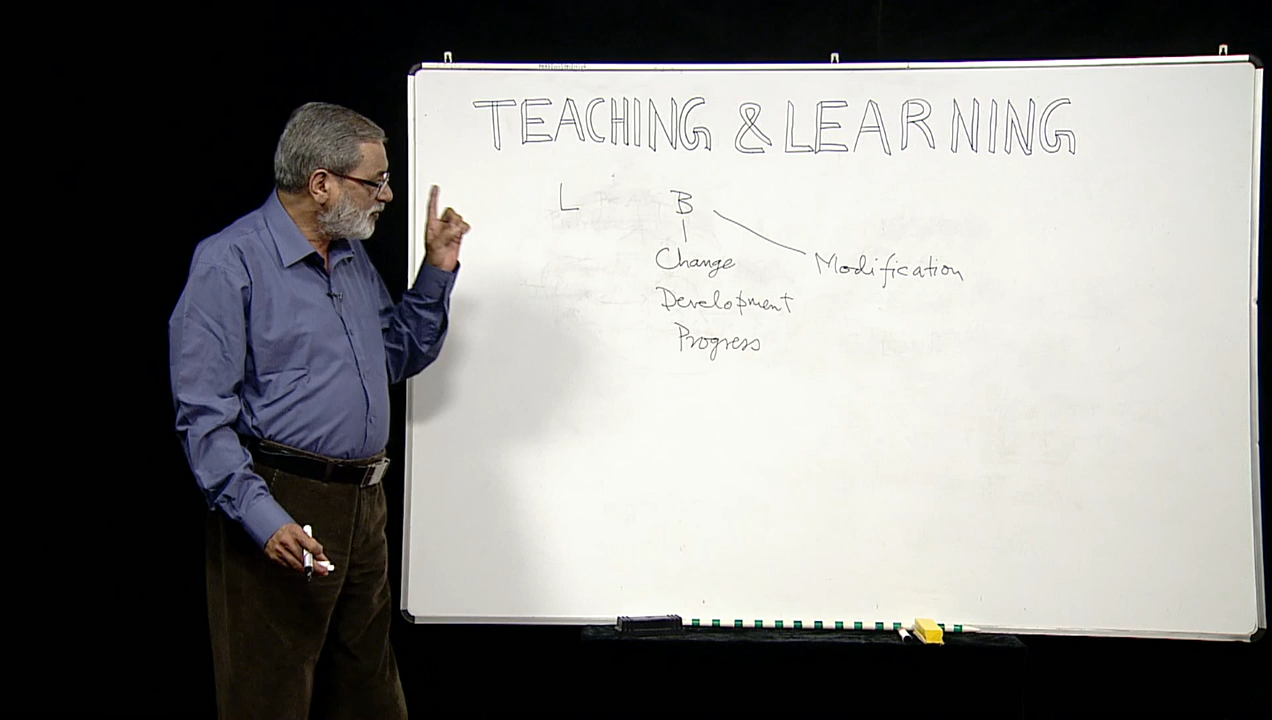 TEACHING & LEARNING
L B
Change Modification
Development
Progress